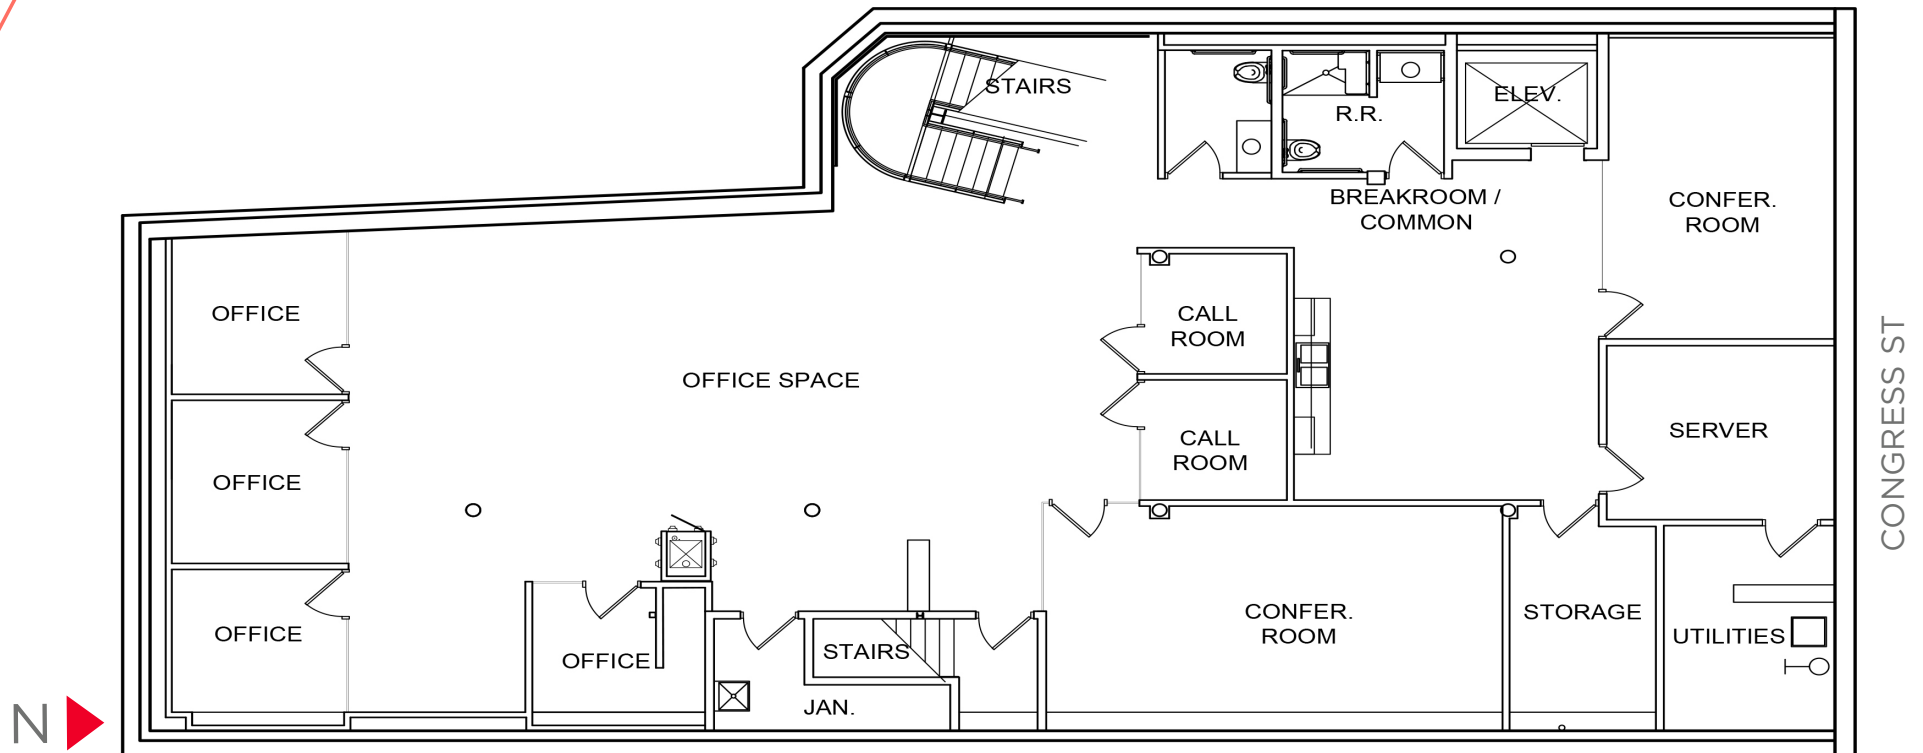 STAIRS
ELEV.
R.R.
BREAKROOM /
COMMON
CONFER.
ROOM
OFFICE
CALL
ROOM
OFFICE SPACE
CALL
ROOM
SERVER
CONGRESS ST
OFFICE
OFFICE
OFFICE
STAIRS
JAN.
CONFER.
ROOM
STORAGE
UTILITIES
N